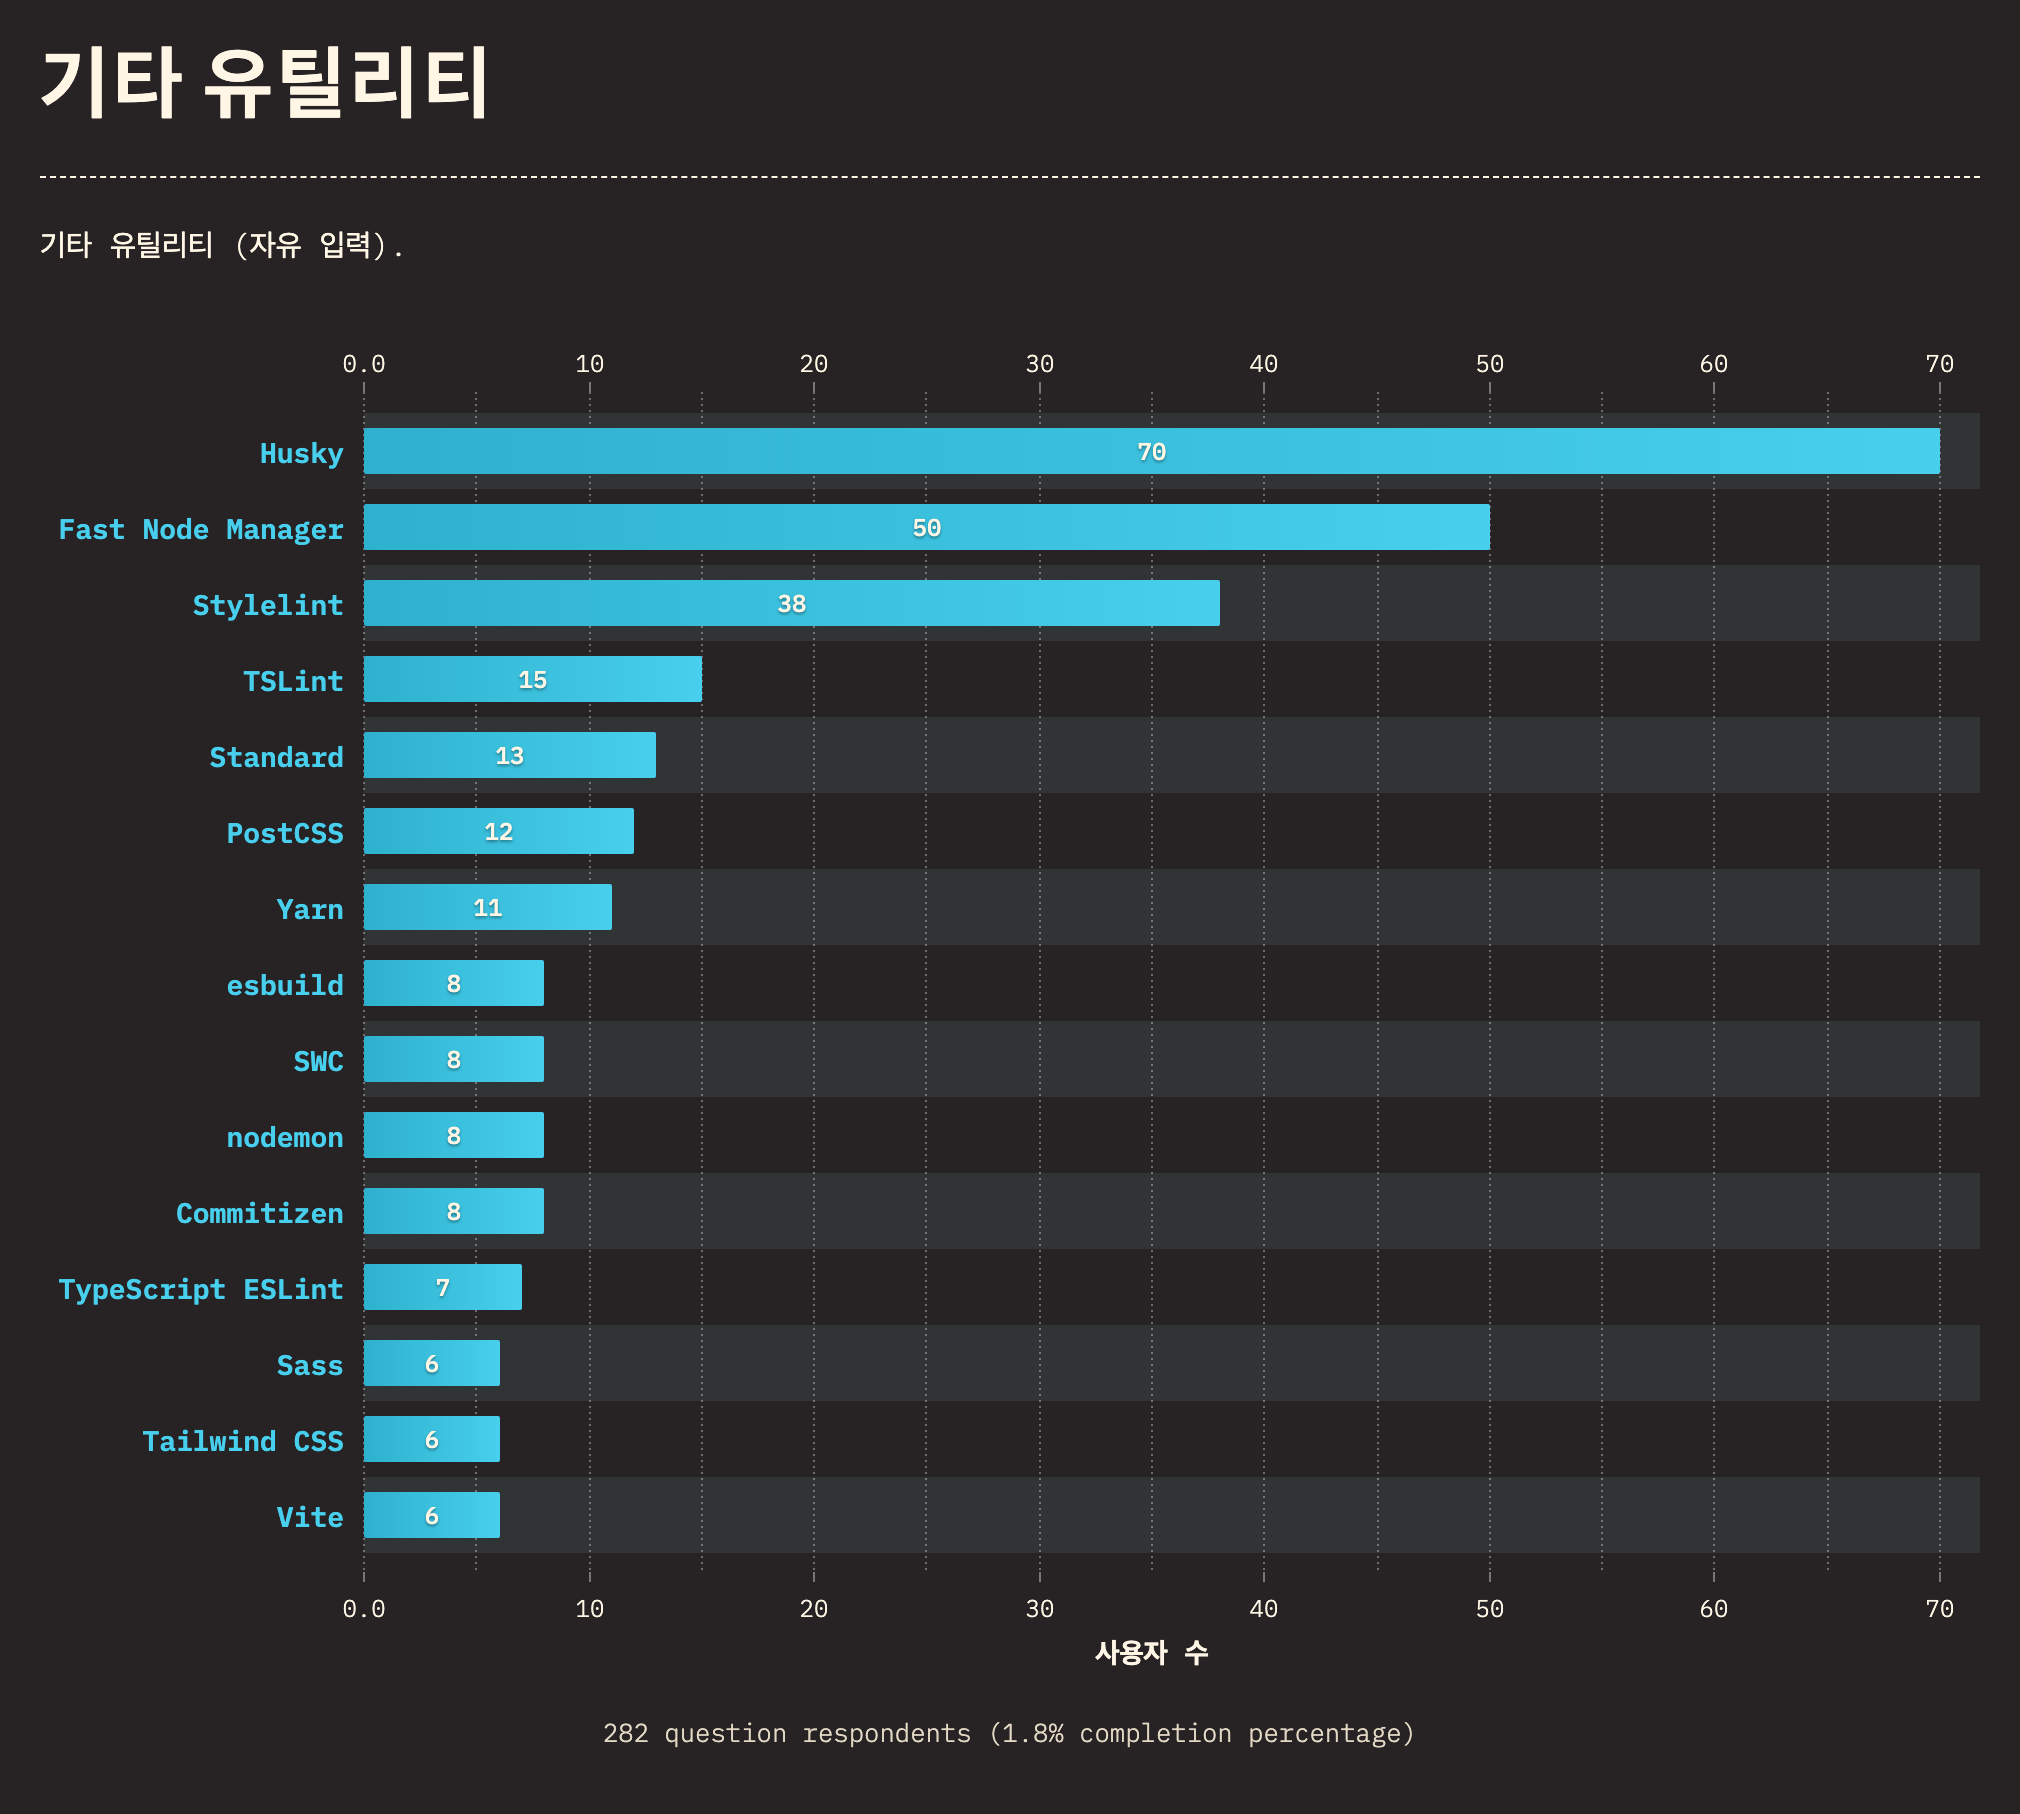 기타 유틸리티
기타 유틸리티 (자유 입력).
0.0 10 20 30 40 50 60 70
Husky 70
Fast Node Manager 50
Stylelint 38
TSLint 15
Standard 13
PostCSS 12
Yarn 11
esbuild 8
SWC 8
nodemon 8
Commitizen 8
TypeScript ESLint 7
Sass 6
Tailwind CSS 6
Vite 6
0.0 10 20 30 40 50 60 70
사용자 수
282 question respondents (1.8% completion percentage)